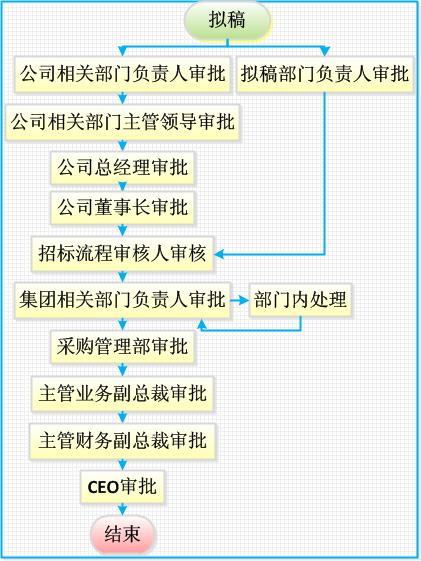 拟稿
公司相关部门负责人审批
拟稿部门负责人审批
公司相关部门主管领导审批
公司总经理审批
公司董事长审批
招标流程审核人审核
集团相关部门负责人审批
部门内处理
采购管理部审批
主管业务副总裁审批
主管财务副总裁审批
CEO审批
结束